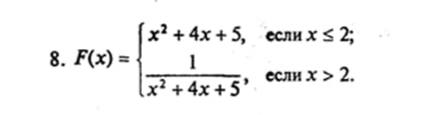 8. F(x) = { x² + 4x + 5, если x ≤ 2;
1 / (x² + 4x + 5), если x > 2.